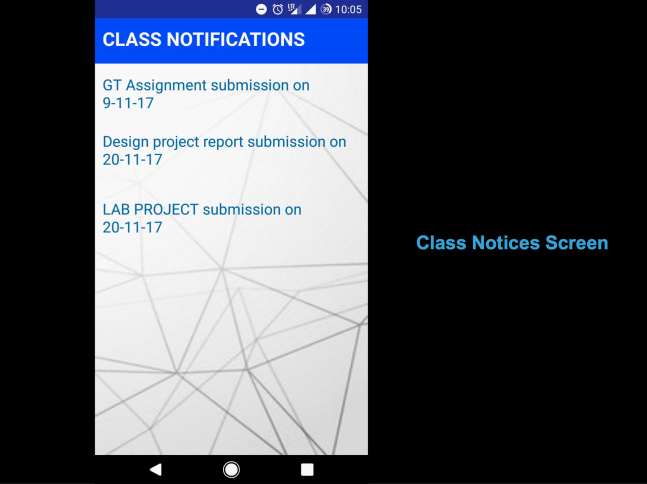 39 10:05
CLASS NOTIFICATIONS
GT Assignment submission on
9-11-17
Design project report submission on
20-11-17
LAB PROJECT submission on
20-11-17
Class Notices Screen